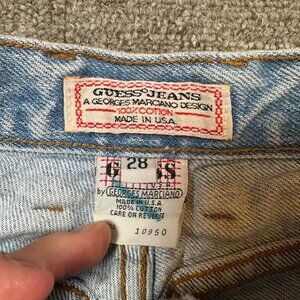 GUESS® JEANS
A GEORGES MARCIANO DESIGN
100% COTTON
MADE IN U.S.A.
28
G S
by GEORGES MARCIANO
MADE IN U.S.A
100% COTTON
CARE ON REVERSE
10950